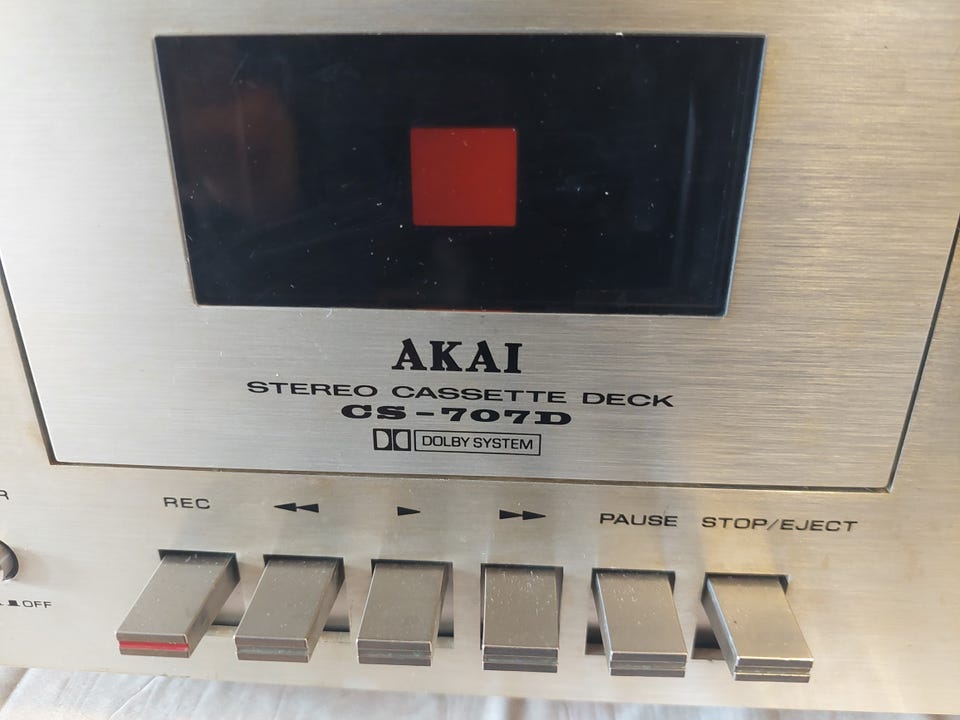 AKAI
STEREO CASSETTE DECK
CS-707D
DOLBY SYSTEM
REC
PAUSE
STOP/EJECT
R
OFF